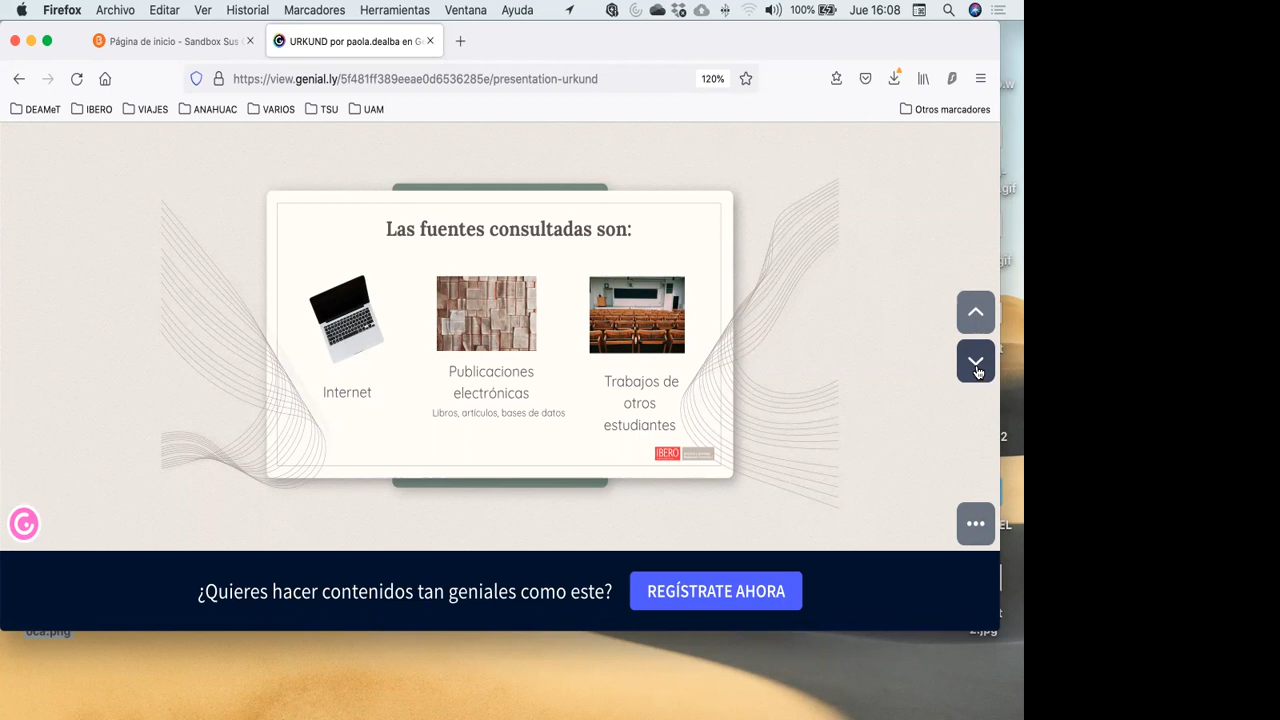 Firefox Archivo Editar Ver Historial Marcadores Herramientas Ventana Ayuda 100% Jue 16:08
Página de inicio - Sandbox Sus
URKUND por paola.dealba en Ge
https://view.genial.ly/5f481ff389eeae0d6536285e/presentation-urkund 120%
DEAMeT IBERO VIAJES ANAHUAC VARIOS TSU UAM Otros marcadores
Las fuentes consultadas son:
Internet
Publicaciones
electrónicas
Libros, artículos, bases de datos
Trabajos de
otros
estudiantes
IBERO
¿Quieres hacer contenidos tan geniales como este? REGÍSTRATE AHORA
oca.png